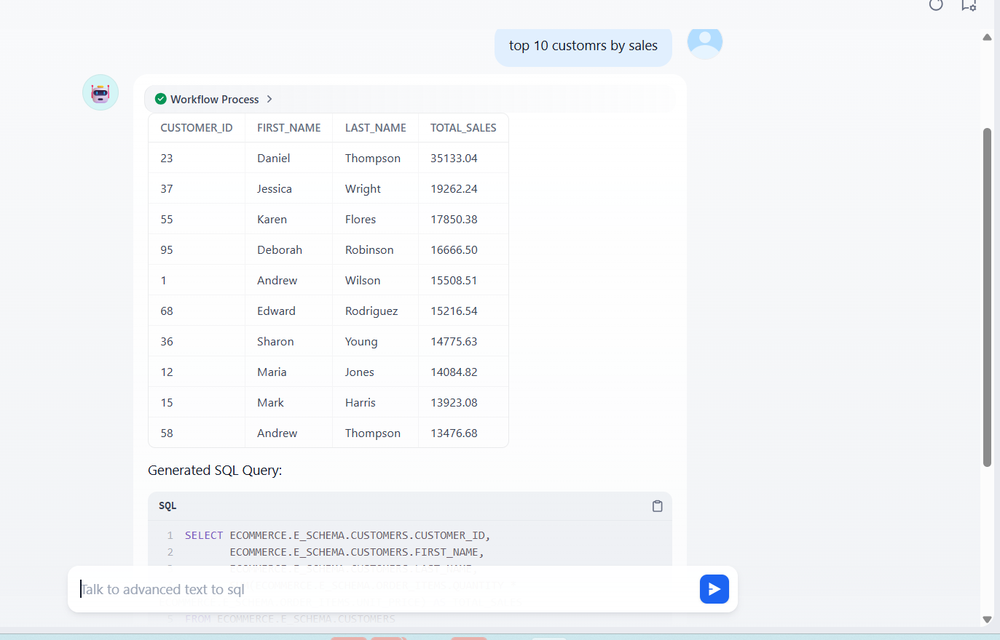 top 10 customrs by sales
Workflow Process
CUSTOMER_ID FIRST_NAME LAST_NAME TOTAL_SALES
23 Daniel Thompson 35133.04
37 Jessica Wright 19262.24
55 Karen Flores 17850.38
95 Deborah Robinson 16666.50
1 Andrew Wilson 15508.51
68 Edward Rodriguez 15216.54
36 Sharon Young 14775.63
12 Maria Jones 14084.82
15 Mark Harris 13923.08
58 Andrew Thompson 13476.68
Generated SQL Query:
SQL
1 SELECT ECOMMERCE.E_SCHEMA.CUSTOMERS.CUSTOMER_ID,
2 ECOMMERCE.E_SCHEMA.CUSTOMERS.FIRST_NAME,
ECOMMERCE.E_SCHEMA.CUSTOMERS.LAST_NAME,
Talk to advanced text to sql
5 FROM ECOMMERCE.E_SCHEMA.CUSTOMERS